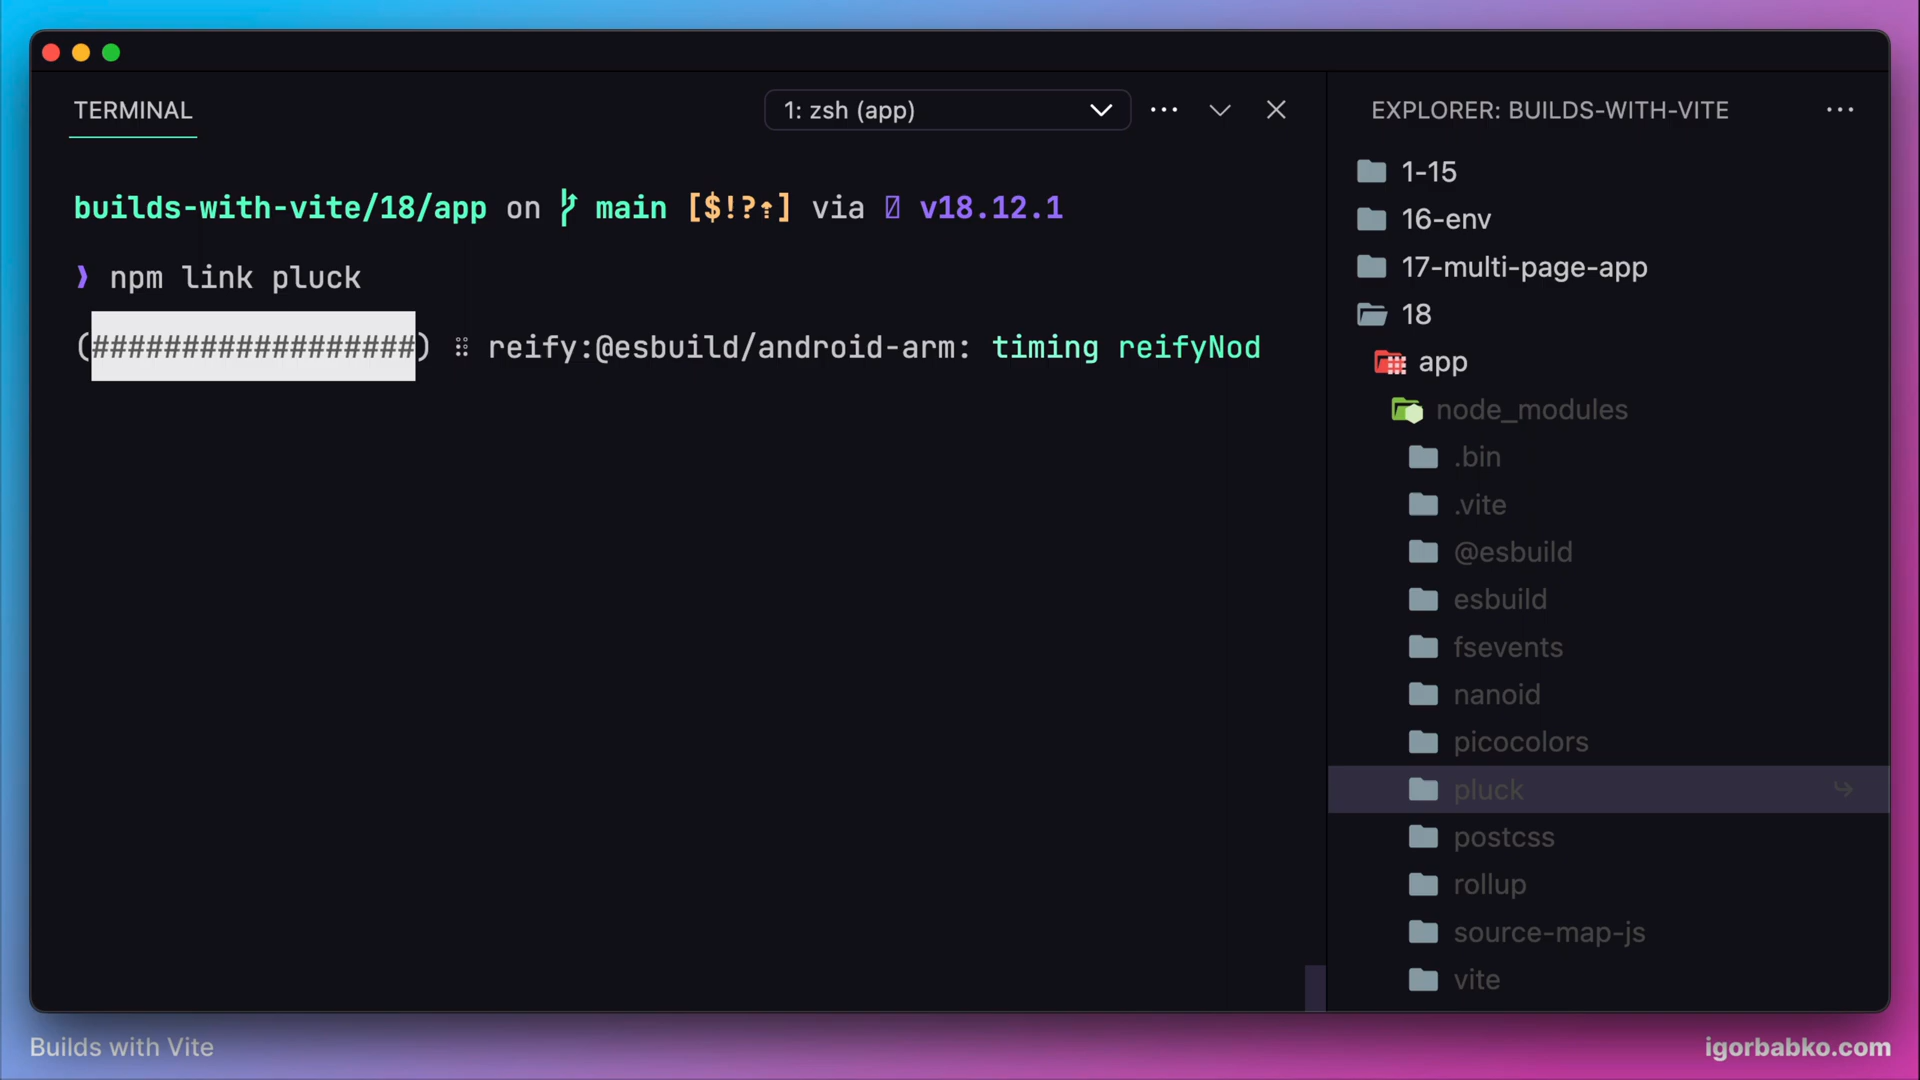 TERMINAL
1: zsh (app)
builds-with-vite/18/app on main [$!?⇡] via v18.12.1
❯ npm link pluck
(##################) ⠿ reify:@esbuild/android-arm: timing reifyNod
EXPLORER: BUILDS-WITH-VITE
1-15
16-env
17-multi-page-app
18
app
node_modules
.bin
.vite
@esbuild
esbuild
fsevents
nanoid
picocolors
pluck
postcss
rollup
source-map-js
vite
Builds with Vite
igorbabko.com